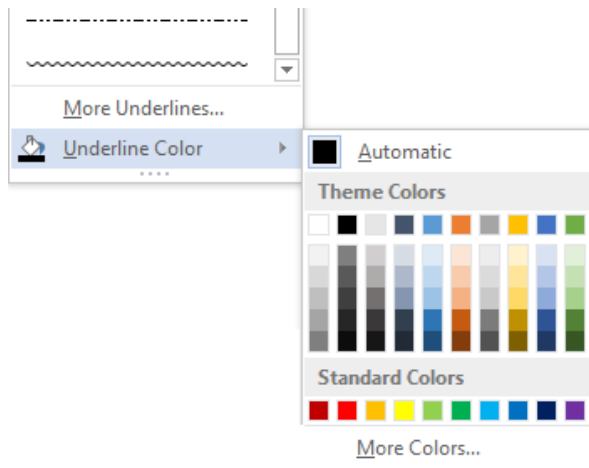 More Underlines...
Underline Color
Automatic
Theme Colors
Standard Colors
More Colors...